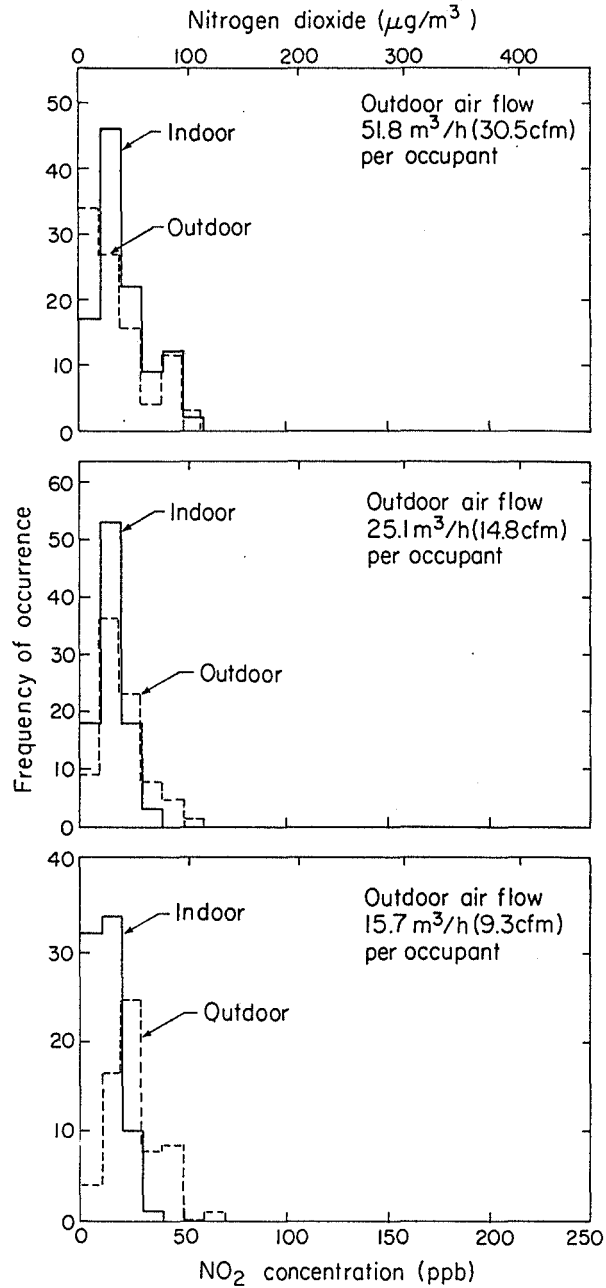 Nitrogen dioxide (μg/m³)
0 100 200 300 400
50
40
30
20
10
0
Indoor
Outdoor
Outdoor air flow
51.8 m³/h (30.5cfm)
per occupant
60
50
40
30
20
10
0
Indoor
Outdoor
Outdoor air flow
25.1 m³/h (14.8cfm)
per occupant
Frequency of occurrence
40
30
20
10
0
Indoor
Outdoor
Outdoor air flow
15.7 m³/h (9.3cfm)
per occupant
0 50 100 150 200 250
NO₂ concentration (ppb)